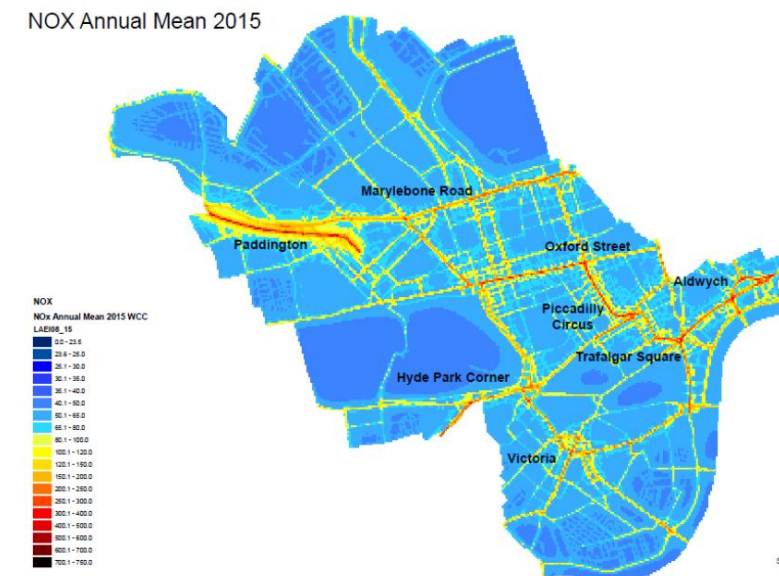 NOX Annual Mean 2015
Marylebone Road
Paddington
Oxford Street
Aldwych
Piccadilly
Circus
Trafalgar Square
Hyde Park Corner
Victoria
NOX
NOx Annual Mean 2015 WCC
LAEI08_15
0.0 - 23.5
23.6 - 25.0
25.1 - 30.0
30.1 - 35.0
35.1 - 40.0
40.1 - 50.0
50.1 - 65.0
65.1 - 80.0
80.1 - 100.0
100.1 - 120.0
120.1 - 150.0
150.1 - 200.0
200.1 - 250.0
250.1 - 300.0
300.1 - 400.0
400.1 - 500.0
500.1 - 600.0
600.1 - 700.0
700.1 - 750.0